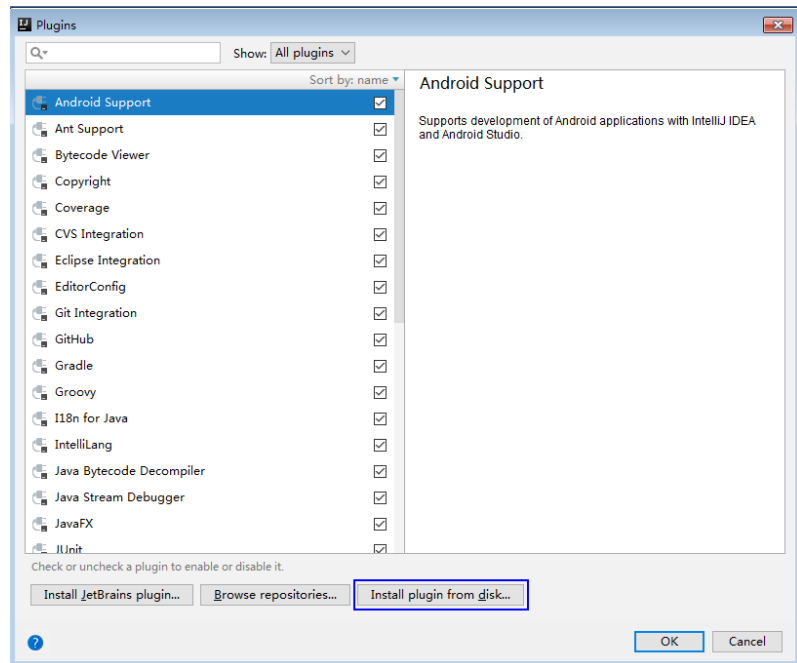 Plugins
Show: All plugins
Sort by: name
Android Support
Ant Support
Bytecode Viewer
Copyright
Coverage
CVS Integration
Eclipse Integration
EditorConfig
Git Integration
GitHub
Gradle
Groovy
I18n for Java
IntelliLang
Java Bytecode Decompiler
Java Stream Debugger
JavaFX
JUnit
Android Support
Supports development of Android applications with IntelliJ IDEA
and Android Studio.
Check or uncheck a plugin to enable or disable it.
Install JetBrains plugin... Browse repositories... Install plugin from disk...
? OK Cancel